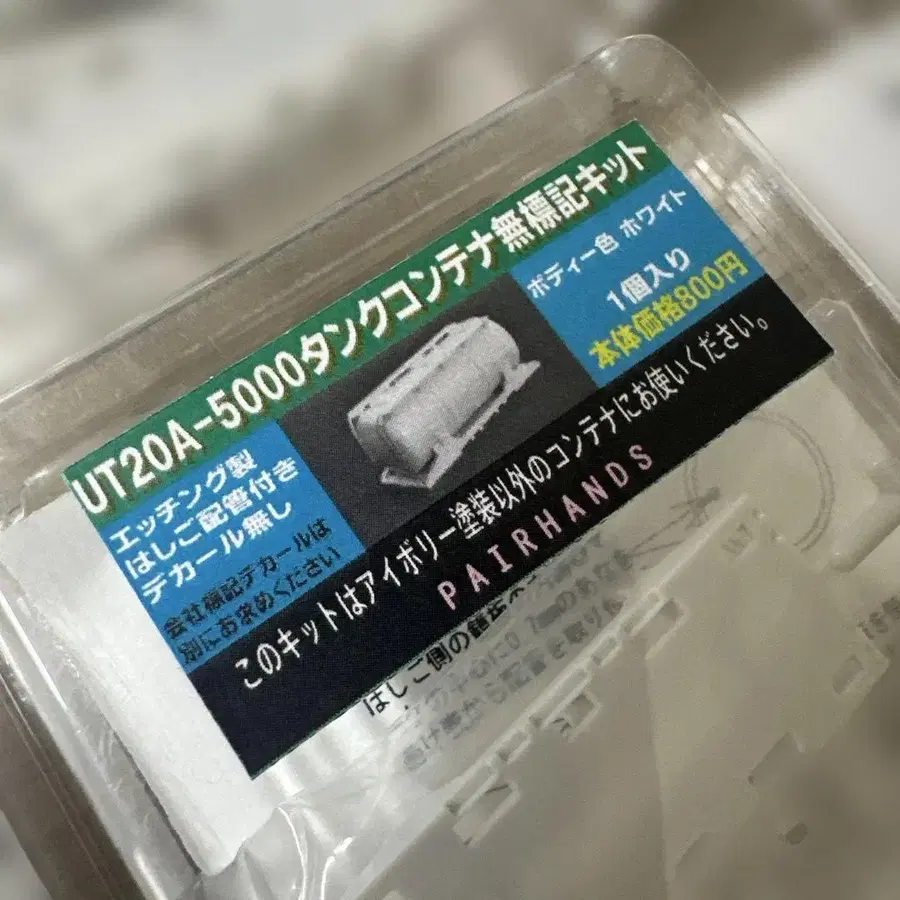 UT20A-5000タンクコンテナ無標記キット
エッチング製
はしご配管付き
デカール無し
会社標記デカールは
別にお求めください
ボディー色 ホワイト
1個入り
本体価格800円
このキットはアイボリー塗装以外のコンテナにお使いください。
PAIRHANDS
はしご側の